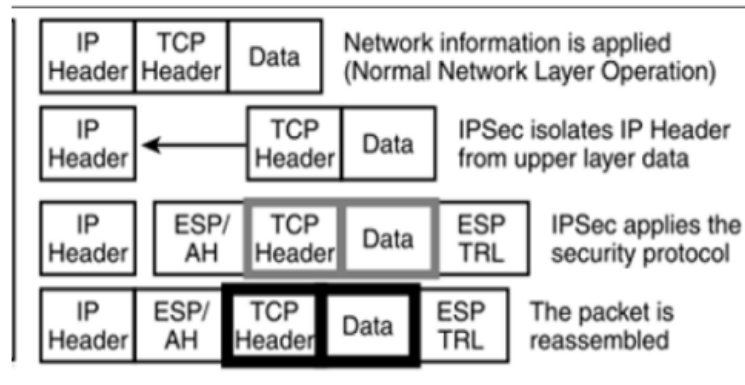 IP Header
TCP Header
Data
Network information is applied
(Normal Network Layer Operation)
IP Header
TCP Header
Data
IPSec isolates IP Header
from upper layer data
IP Header
ESP/ AH
TCP Header
Data
ESP TRL
IPSec applies the
security protocol
IP Header
ESP/ AH
TCP Header
Data
ESP TRL
The packet is
reassembled